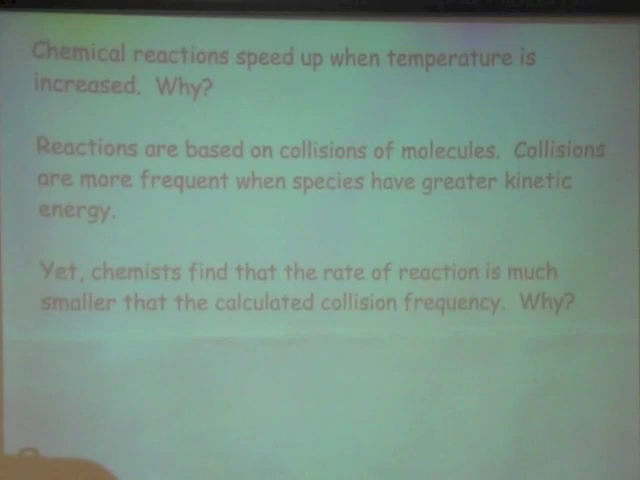 Chemical reactions speed up when temperature is
increased. Why?
Reactions are based on collisions of molecules. Collisions
are more frequent when species have greater kinetic
energy.
Yet, chemists find that the rate of reaction is much
smaller that the calculated collision frequency. Why?